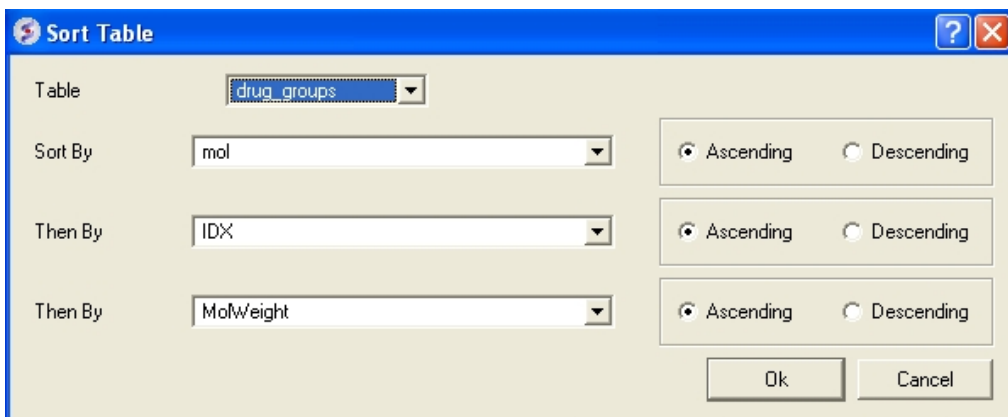 Sort Table
Table drug_groups
Sort By mol Ascending Descending
Then By IDX Ascending Descending
Then By MolWeight Ascending Descending
Ok Cancel